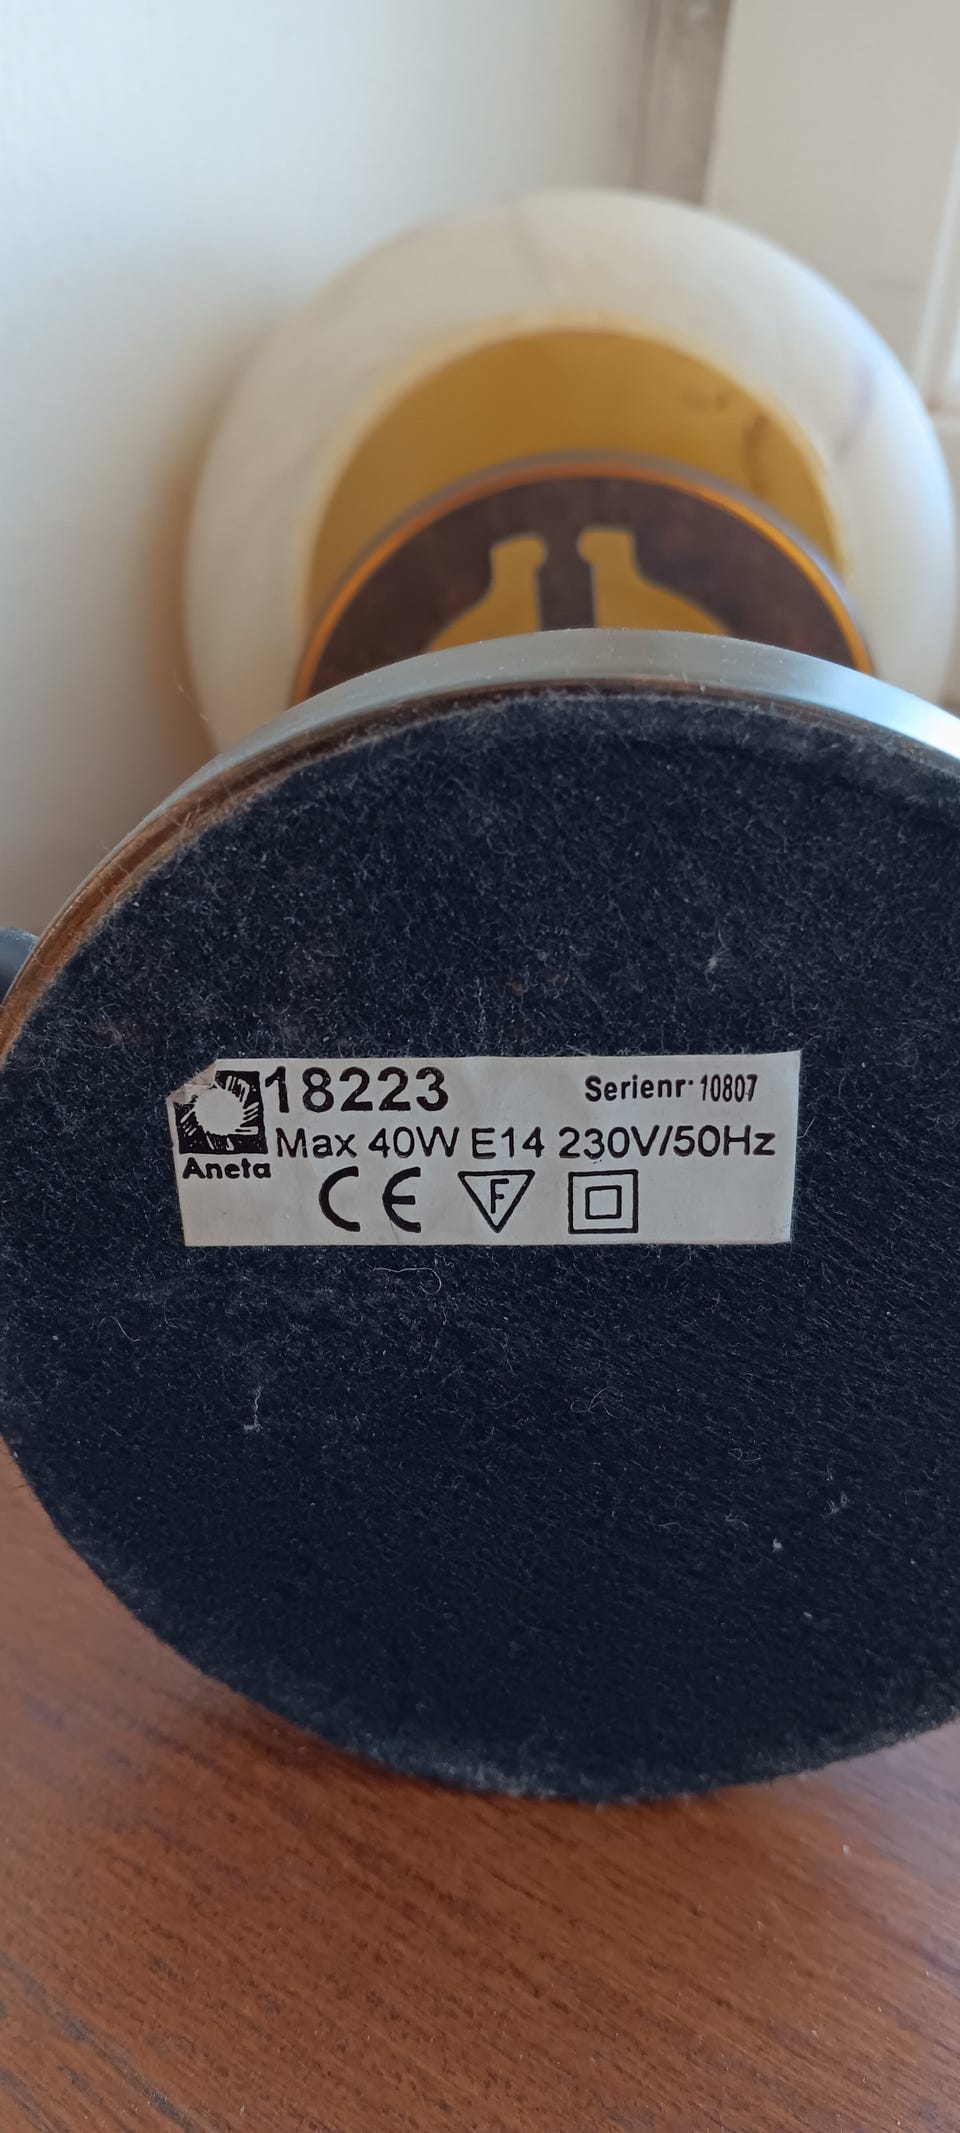 18223 Serienr. 10807
Max 40W E14 230V/50Hz
Aneta
CE F